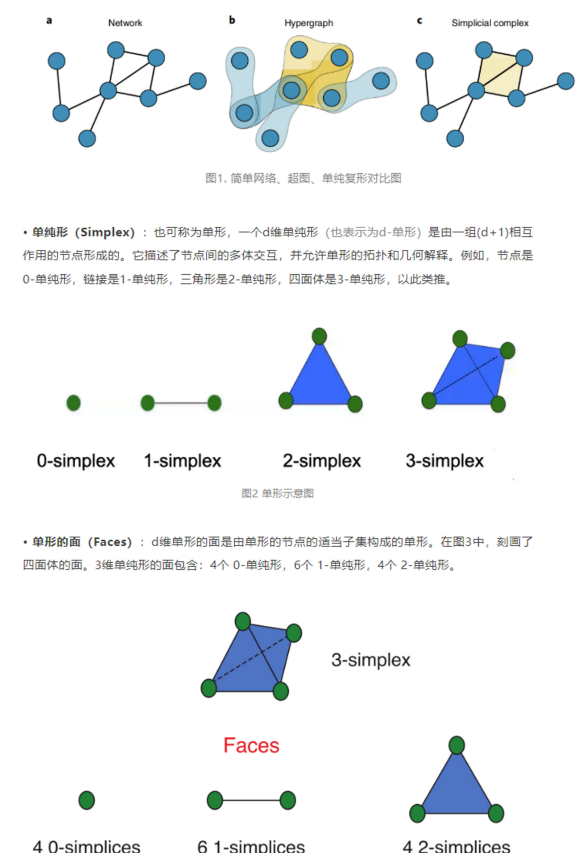 a Network b Hypergraph c Simplicial complex
图1. 简单网络、超图、单纯复形对比图
• 单纯形（Simplex）：也可称为单形，一个d维单纯形（也表示为d-单形）是由一组(d+1)相互
作用的节点形成的。它描述了节点间的多体交互，并允许单形的拓扑和几何解释。例如，节点是
0-单纯形，链接是1-单纯形，三角形是2-单纯形，四面体是3-单纯形，以此类推。
0-simplex 1-simplex 2-simplex 3-simplex
图2 单形示意图
• 单形的面（Faces）：d维单形的面是由单形的节点的适当子集构成的单形。在图3中，刻画了
四面体的面。3维单纯形的面包含：4个 0-单纯形，6个 1-单纯形，4个 2-单纯形。
3-simplex
Faces
4 0-simplices 6 1-simplices 4 2-simplices